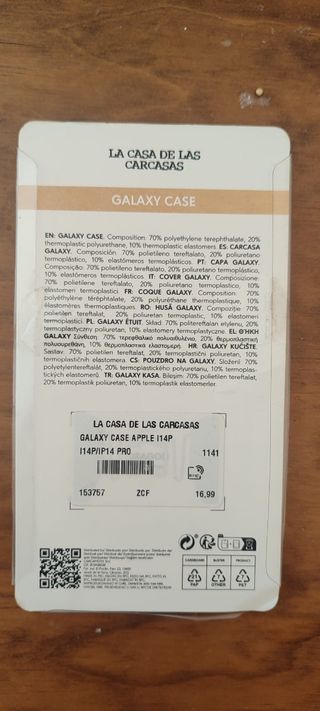 LA CASA DE LAS
CARCASAS
GALAXY CASE
EN: GALAXY CASE. Composition: 70% polyethylene terephthalate, 20%
thermoplastic polyurethane, 10% thermoplastic elastomers ES: CARCASA
GALAXY. Composición: 70% polietileno tereftalato, 20% poliuretano
termoplástico, 10% elastómeros termoplásticos. PT: CAPA GALAXY.
Composição: 70% polietileno tereftalato, 20% poliuretano termoplástico,
10% elastómeros termoplásticos. IT: COVER GALAXY. Composizione:
70% polietilene tereftalato, 20% poliuretano termoplastico, 10%
elastomeri termoplastici. FR: COQUE GALAXY. Composition : 70%
polyéthylène téréphtalate, 20% polyuréthane thermoplastique, 10%
élastomères thermoplastiques. RO: HUSĂ GALAXY. Compoziție: 70%
polietilen tereftalat, 20% poliuretan termoplastic, 10% elastomeri
termoplastici. PL: GALAXY ETUIT. Skład: 70% politereftalan etylenu, 20%
termoplastyczny poliuretan, 10% elastomery termoplastyczne. EL: ΘΗΚΗ
GALAXY Σύνθεση: 70% τερεφθαλικό πολυαιθυλένιο, 20% θερμοπλαστική
πολυουρεθάνη, 10% θερμοπλαστικά ελαστομερή. HR: GALAXY KUĆIŠTE.
Sastav: 70% polietilen tereftalat, 20% termoplastični poliuretan, 10%
termoplastičnih elastomera CS: POUZDRO NA GALAXY. Složení: 70%
polyetylentereftalát, 20% termoplastického polyuretanu, 10% termoplas-
tických elastomerů. TR: GALAXY KASA. Bileşim: 70% polietilen tereftalat,
20% termoplastik poliüretan, 10% termoplastik elastomerler.
LA CASA DE LAS CARCASAS
GALAXY CASE APPLE I14P
I14P/IP14 PRO 1141
153757 ZCF 16,99
CARDBOARD BLISTER PRODUCT
21
PAP
7
OTHER
1
PET